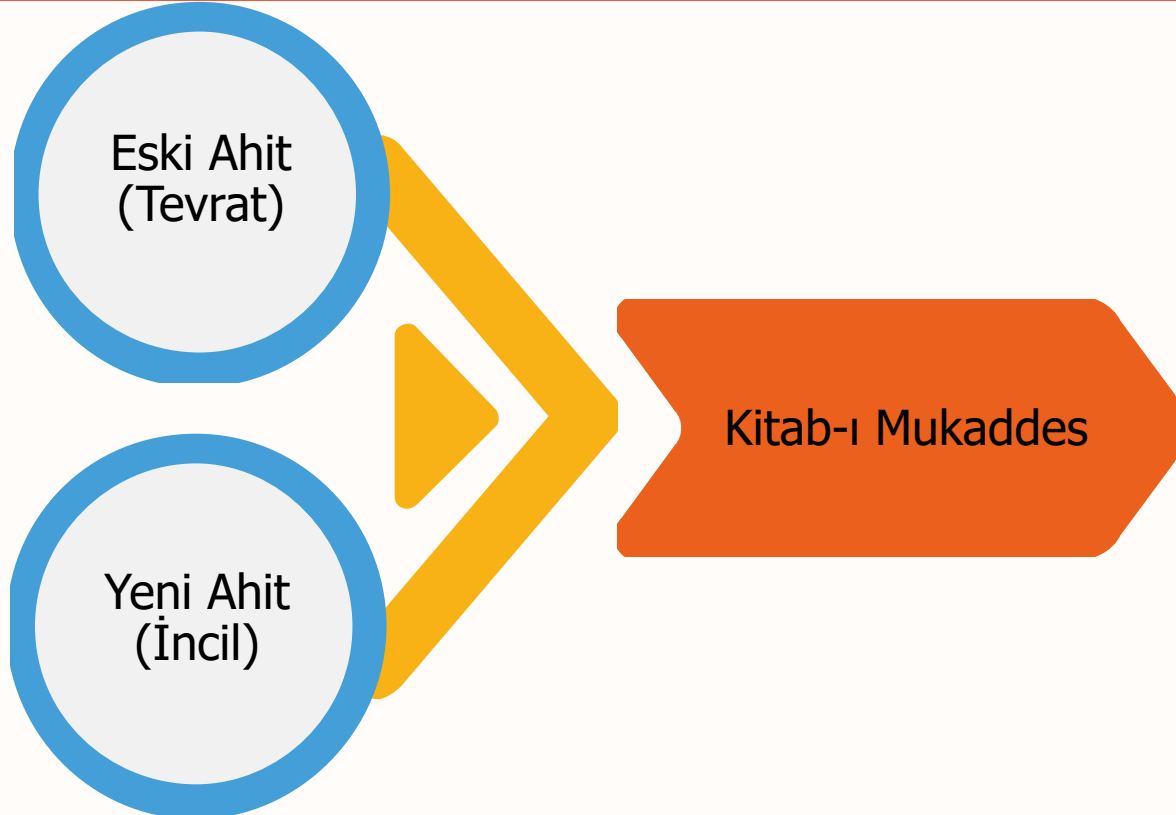 Eski Ahit
(Tevrat)
Kitab-ı Mukaddes
Yeni Ahit
(İncil)